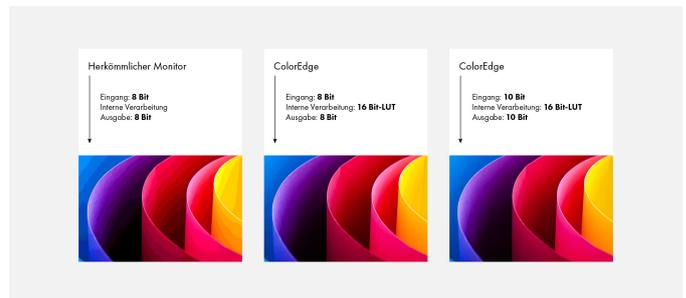 Herkömmlicher Monitor
Eingang: 8 Bit
Interne Verarbeitung
Ausgabe: 8 Bit
ColorEdge
Eingang: 8 Bit
Interne Verarbeitung: 16 Bit-LUT
Ausgabe: 8 Bit
ColorEdge
Eingang: 10 Bit
Interne Verarbeitung: 16 Bit-LUT
Ausgabe: 10 Bit